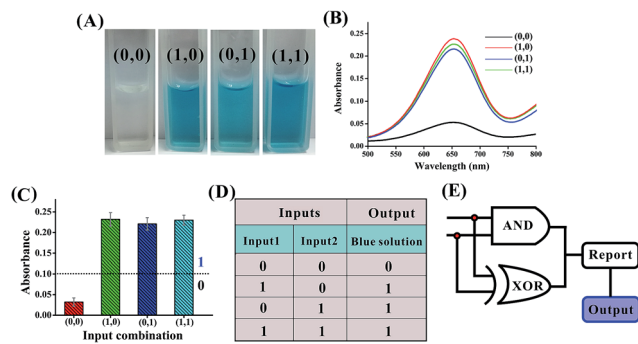 (A)
(0,0) (1,0) (0,1) (1,1)
(B)
Absorbance
0.25
0.20
0.15
0.10
0.05
0.00
500 550 600 650 700 750 800
Wavelength (nm)
(0,0)
(1,0)
(0,1)
(1,1)
(C)
Absorbance
0.25
0.20
0.15
0.10
0.05
0.00
1
0
(0,0) (1,0) (0,1) (1,1)
Input combination
(D)
Inputs Output
Input1 Input2 Blue solution
0 0 0
1 0 1
0 1 1
1 1 1
(E)
AND
XOR
Report
Output